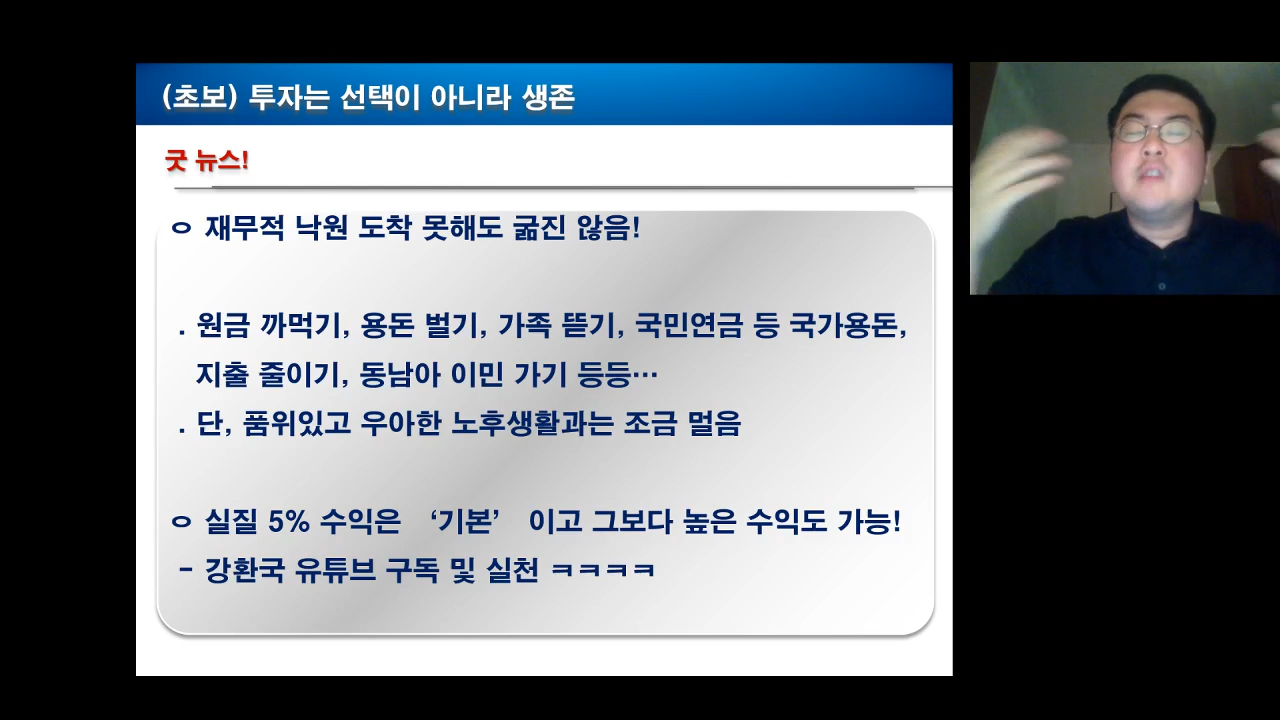 (초보) 투자는 선택이 아니라 생존
굿 뉴스!
ㅇ 재무적 낙원 도착 못해도 굶진 않음!
. 원금 까먹기, 용돈 벌기, 가족 뜯기, 국민연금 등 국가용돈,
지출 줄이기, 동남아 이민 가기 등등…
. 단, 품위있고 우아한 노후생활과는 조금 멀음
ㅇ 실질 5% 수익은 ‘기본’ 이고 그보다 높은 수익도 가능!
- 강환국 유튜브 구독 및 실천 ㅋㅋㅋㅋ